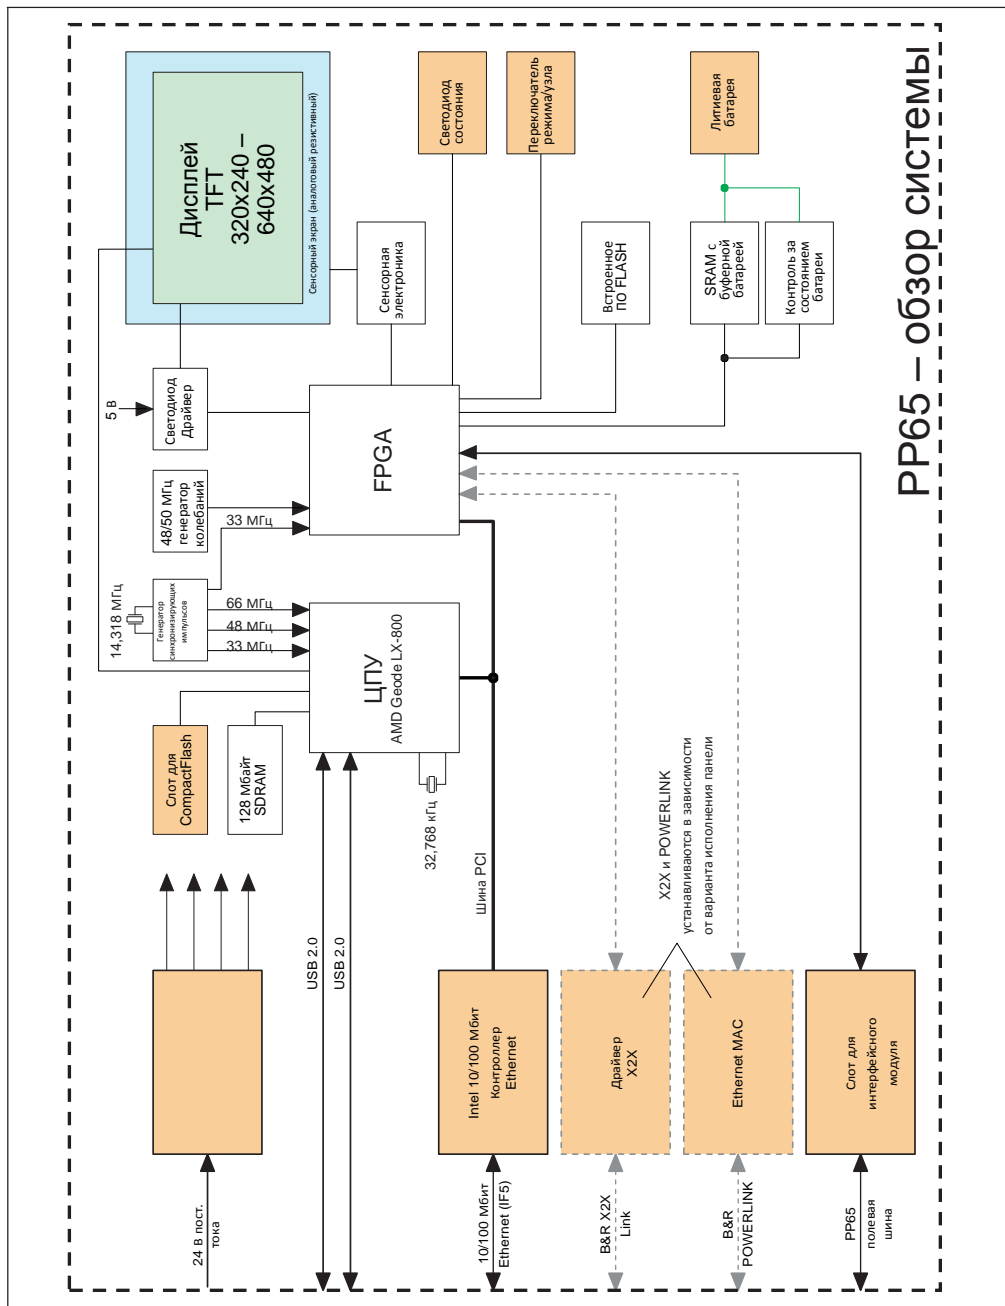 PP65 – обзор системы
Дисплей
TFT
320x240 –
640x480
Сенсорный экран (аналоговый резистивный)
Светодиод
состояния
Переключатель
режима/узла
Литиевая
батарея
Сенсорная
электроника
Встроенное
ПО FLASH
SRAM с
буферной
батареей
Контроль за
состоянием
батареи
5 В
Светодиод
Драйвер
FPGA
48/50 МГц
генератор
колебаний
33 МГц
14,318 МГц
Генератор
синхронизирующих
импульсов
66 МГц
48 МГц
33 МГц
ЦПУ
AMD Geode LX-800
Слот для
CompactFlash
128 Мбайт
SDRAM
32,768 кГц
USB 2.0
USB 2.0
Шина PCI
X2X и POWERLINK
устанавливаются в зависимости
от варианта исполнения панели
Intel 10/100 Мбит
Контроллер
Ethernet
Драйвер
X2X
Ethernet MAC
Слот для
интерфейсного
модуля
24 В пост.
тока
10/100 Мбит
Ethernet (IF5)
B&R X2X
Link
B&R
POWERLINK
PP65
полевая
шина